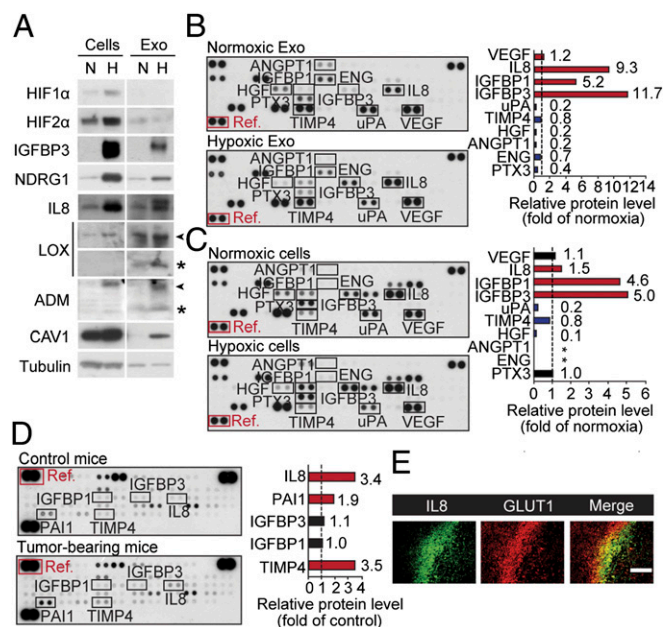 A
Cells Exo
N H N H
HIF1α
HIF2α
IGFBP3
NDRG1
IL8
LOX
*
ADM
*
CAV1
Tubulin
B
Normoxic Exo
ANGPT1
IGFBP1 ENG
HGF IL8
PTX3 IGFBP3
Ref. TIMP4 uPA VEGF
Hypoxic Exo
ANGPT1
IGFBP1 ENG
HGF IL8
PTX3 IGFBP3
Ref. TIMP4 uPA VEGF
VEGF 1.2
IL8 9.3
IGFBP1 5.2
IGFBP3 11.7
uPA 0.2
TIMP4 0.8
HGF 0.2
ANGPT1 0.2
ENG 0.7
PTX3 0.4
0 2 4 6 8 10 12 14
Relative protein level
(fold of normoxia)
C
Normoxic cells
ANGPT1
IGFBP1 ENG
HGF IL8
PTX3 IGFBP3
Ref. TIMP4 uPA VEGF
Hypoxic cells
ANGPT1
IGFBP1 ENG
HGF IL8
PTX3 IGFBP3
Ref. TIMP4 uPA VEGF
VEGF 1.1
IL8 1.5
IGFBP1 4.6
IGFBP3 5.0
uPA 0.2
TIMP4 0.8
HGF 0.1
ANGPT1 *
ENG *
PTX3 1.0
0 1 2 3 4 5 6
Relative protein level
(fold of normoxia)
D
Control mice
Ref.
IGFBP3
IGFBP1
IL8
PAI1 TIMP4
Tumor-bearing mice
Ref.
IGFBP3
IGFBP1
IL8
PAI1 TIMP4
IL8 3.4
PAI1 1.9
IGFBP3 1.1
IGFBP1 1.0
TIMP4 3.5
0 1 2 3 4
Relative protein level
(fold of control)
E
IL8 GLUT1 Merge